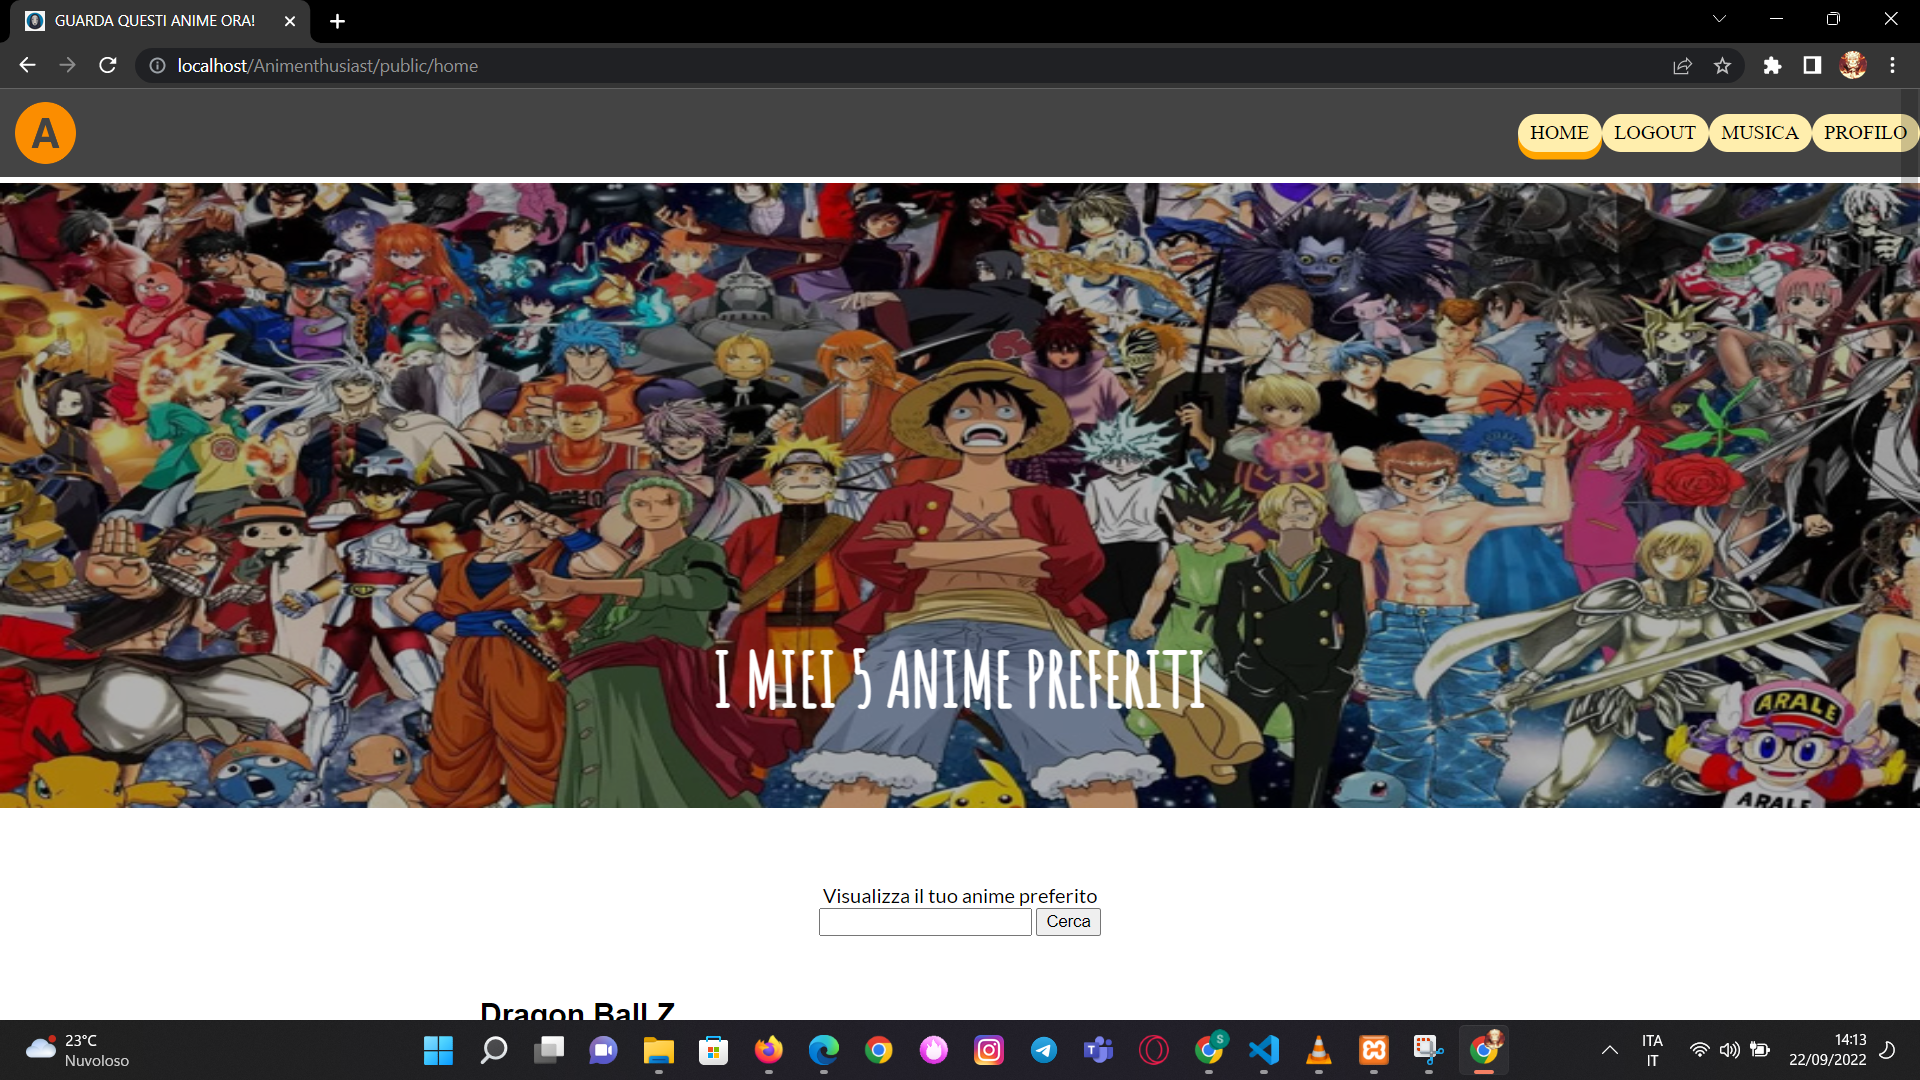 GUARDA QUESTI ANIME ORA!
localhost/Animenthusiast/public/home
A
HOME LOGOUT MUSICA PROFILO
I MIEI 5 ANIME PREFERITI
ARALE
ARALE
Visualizza il tuo anime preferito
Cerca
Dragon Ball Z
23°C
Nuvoloso
S
T
ITA
IT
14:13
22/09/2022